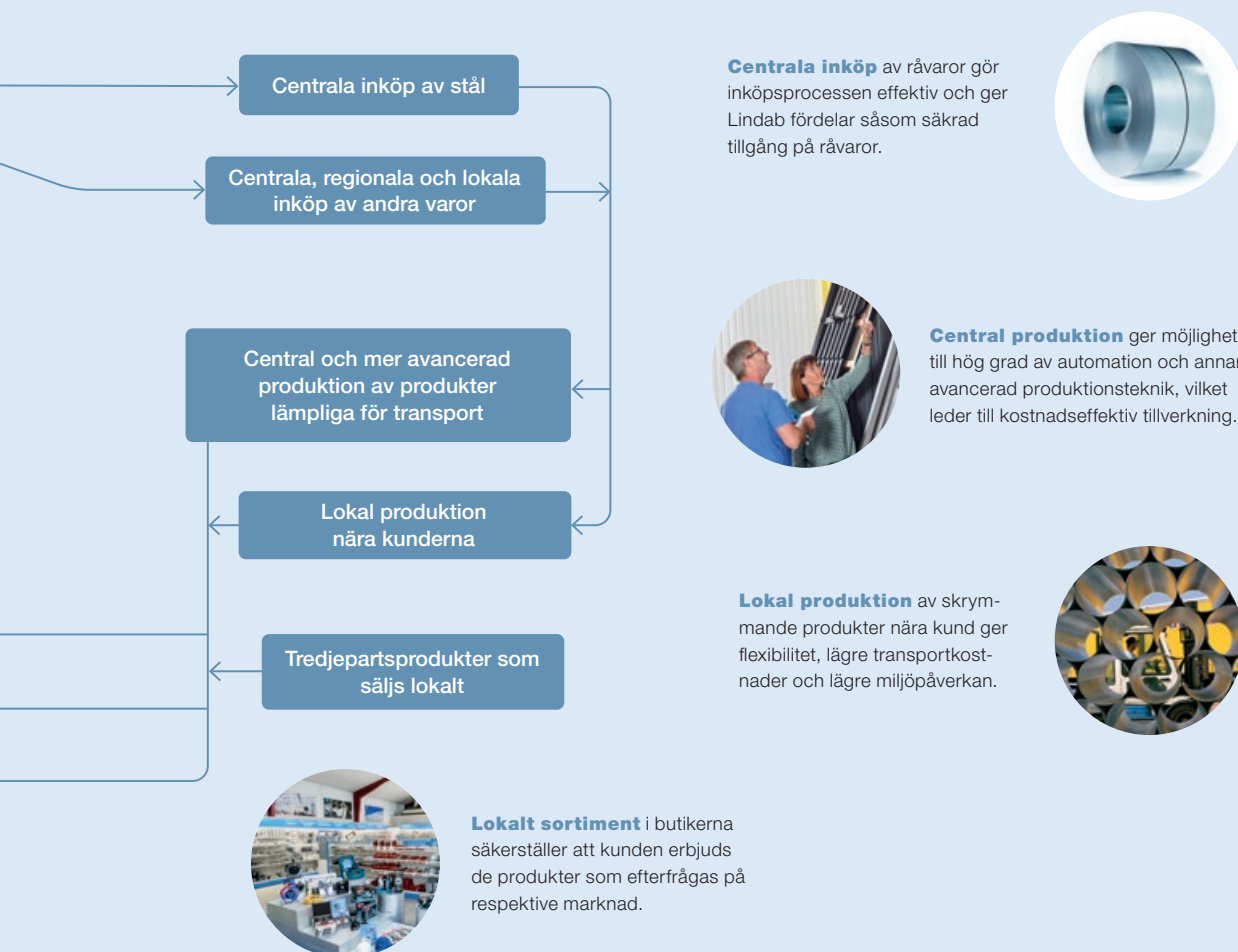 Centrala inköp av stål
Centrala, regionala och lokala
inköp av andra varor
Central och mer avancerad
produktion av produkter
lämpliga för transport
Lokal produktion
nära kunderna
Tredjepartsprodukter som
säljs lokalt
Centrala inköp av råvaror gör
inköpsprocessen effektiv och ger
Lindab fördelar såsom säkrad
tillgång på råvaror.
Central produktion ger möjlighet
till hög grad av automation och annan
avancerad produktionsteknik, vilket
leder till kostnadseffektiv tillverkning.
Lokal produktion av skrym-
mande produkter nära kund ger
flexibilitet, lägre transportkost-
nader och lägre miljöpåverkan.
Lokalt sortiment i butikerna
säkerställer att kunden erbjuds
de produkter som efterfrågas på
respektive marknad.